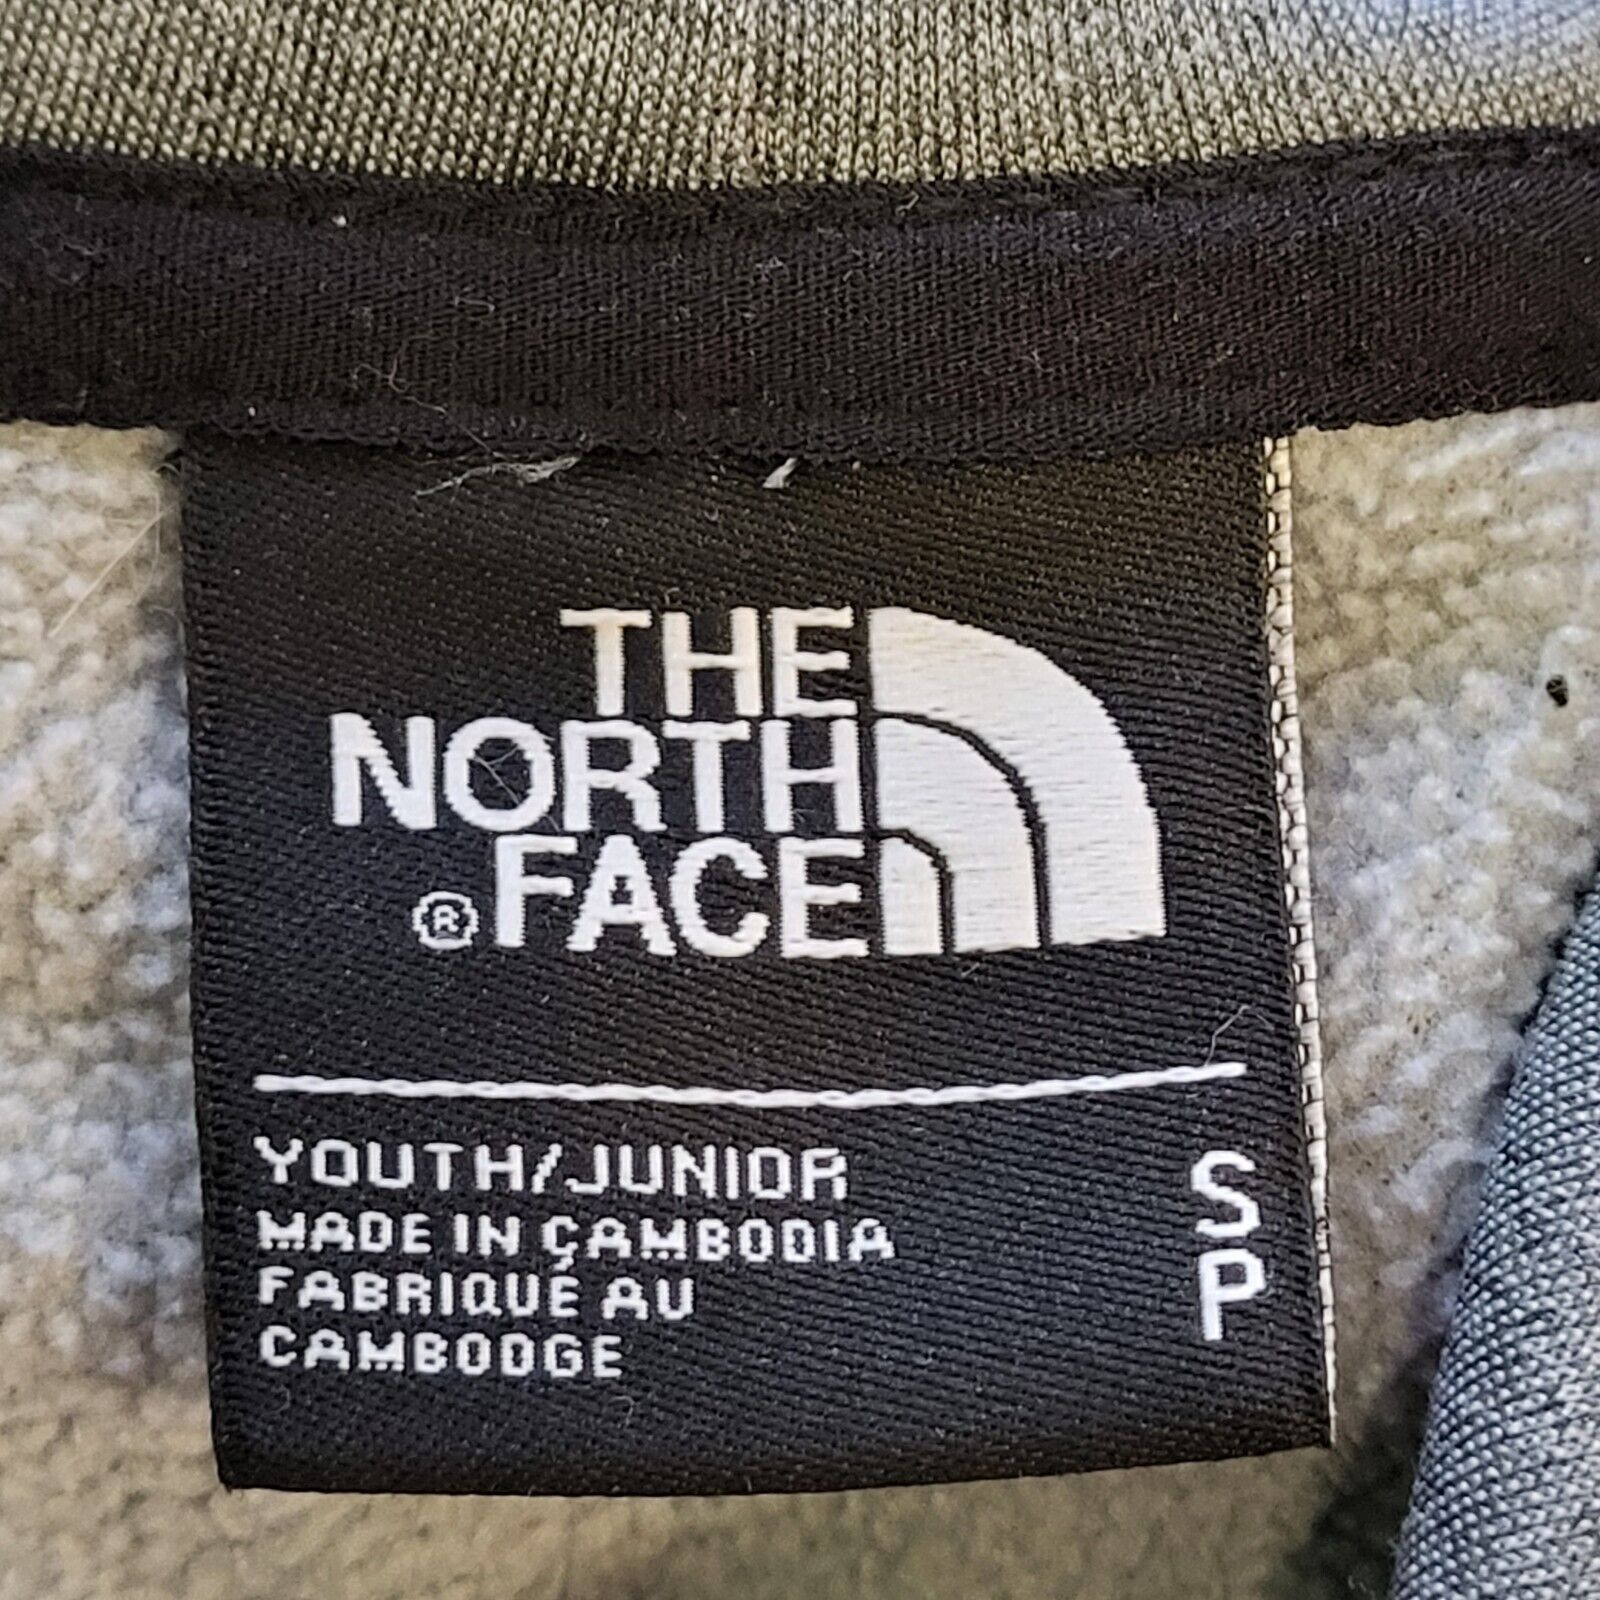 THE
NORTH
® FACE
YOUTH/JUNIOR
MADE IN CAMBODIA
FABRIQUÉ AU
CAMBODGE
S
P